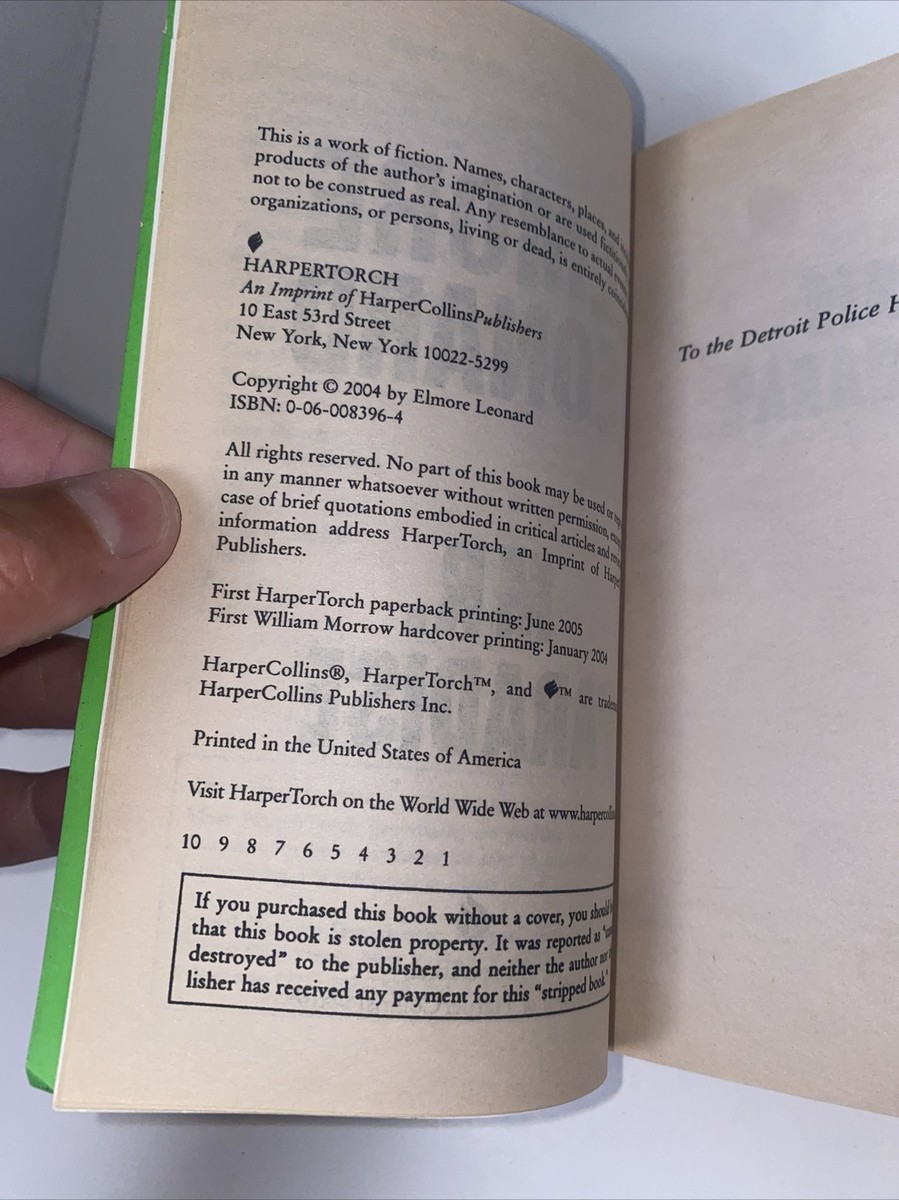 This is a work of fiction. Names, characters, places, and
products of the author's imagination or are used
not to be construed as real. Any resemblance to actual
organizations, or persons, living or dead, is entirely
HARPERTORCH
An Imprint of HarperCollinsPublishers
10 East 53rd Street
New York, New York 10022-5299
Copyright © 2004 by Elmore Leonard
ISBN: 0-06-008396-4
All rights reserved. No part of this book may be used or
in any manner whatsoever without written permission,
case of brief quotations embodied in critical articles and
information address HarperTorch, an Imprint of
Publishers.
First HarperTorch paperback printing: June 2005
First William Morrow hardcover printing: January 2004
HarperCollins®, HarperTorch™, and ™ are
HarperCollins Publishers Inc.
Printed in the United States of America
Visit HarperTorch on the World Wide Web at
10 9 8 7 6 5 4 3 2 1
If you purchased this book without a cover, you should
that this book is stolen property. It was reported as
destroyed" to the publisher, and neither the author nor
lisher has received any payment for this "stripped book"
To the Detroit Police H